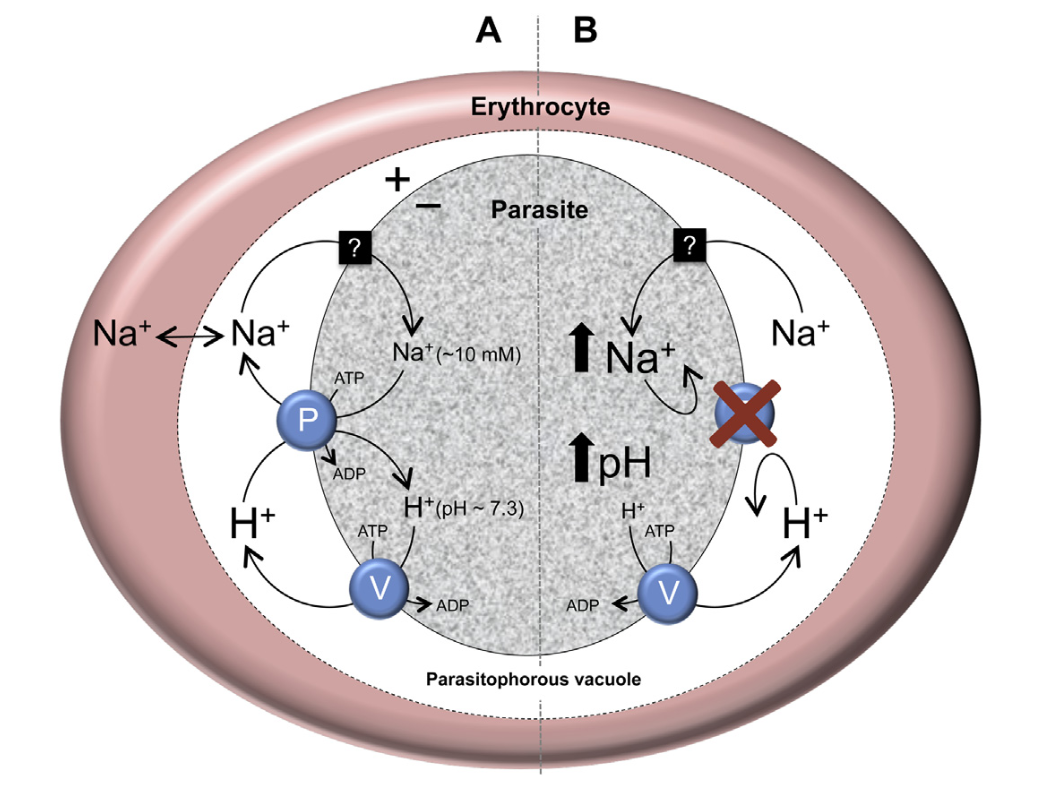 A B
Erythrocyte
+
−
Parasite
? ?
Na⁺ Na⁺ Na⁺
Na⁺(~10 mM) Na⁺
ATP
P
ADP
pH
H⁺ H⁺(pH ~ 7.3) H⁺ H⁺
ATP ATP
V V
ADP ADP
Parasitophorous vacuole